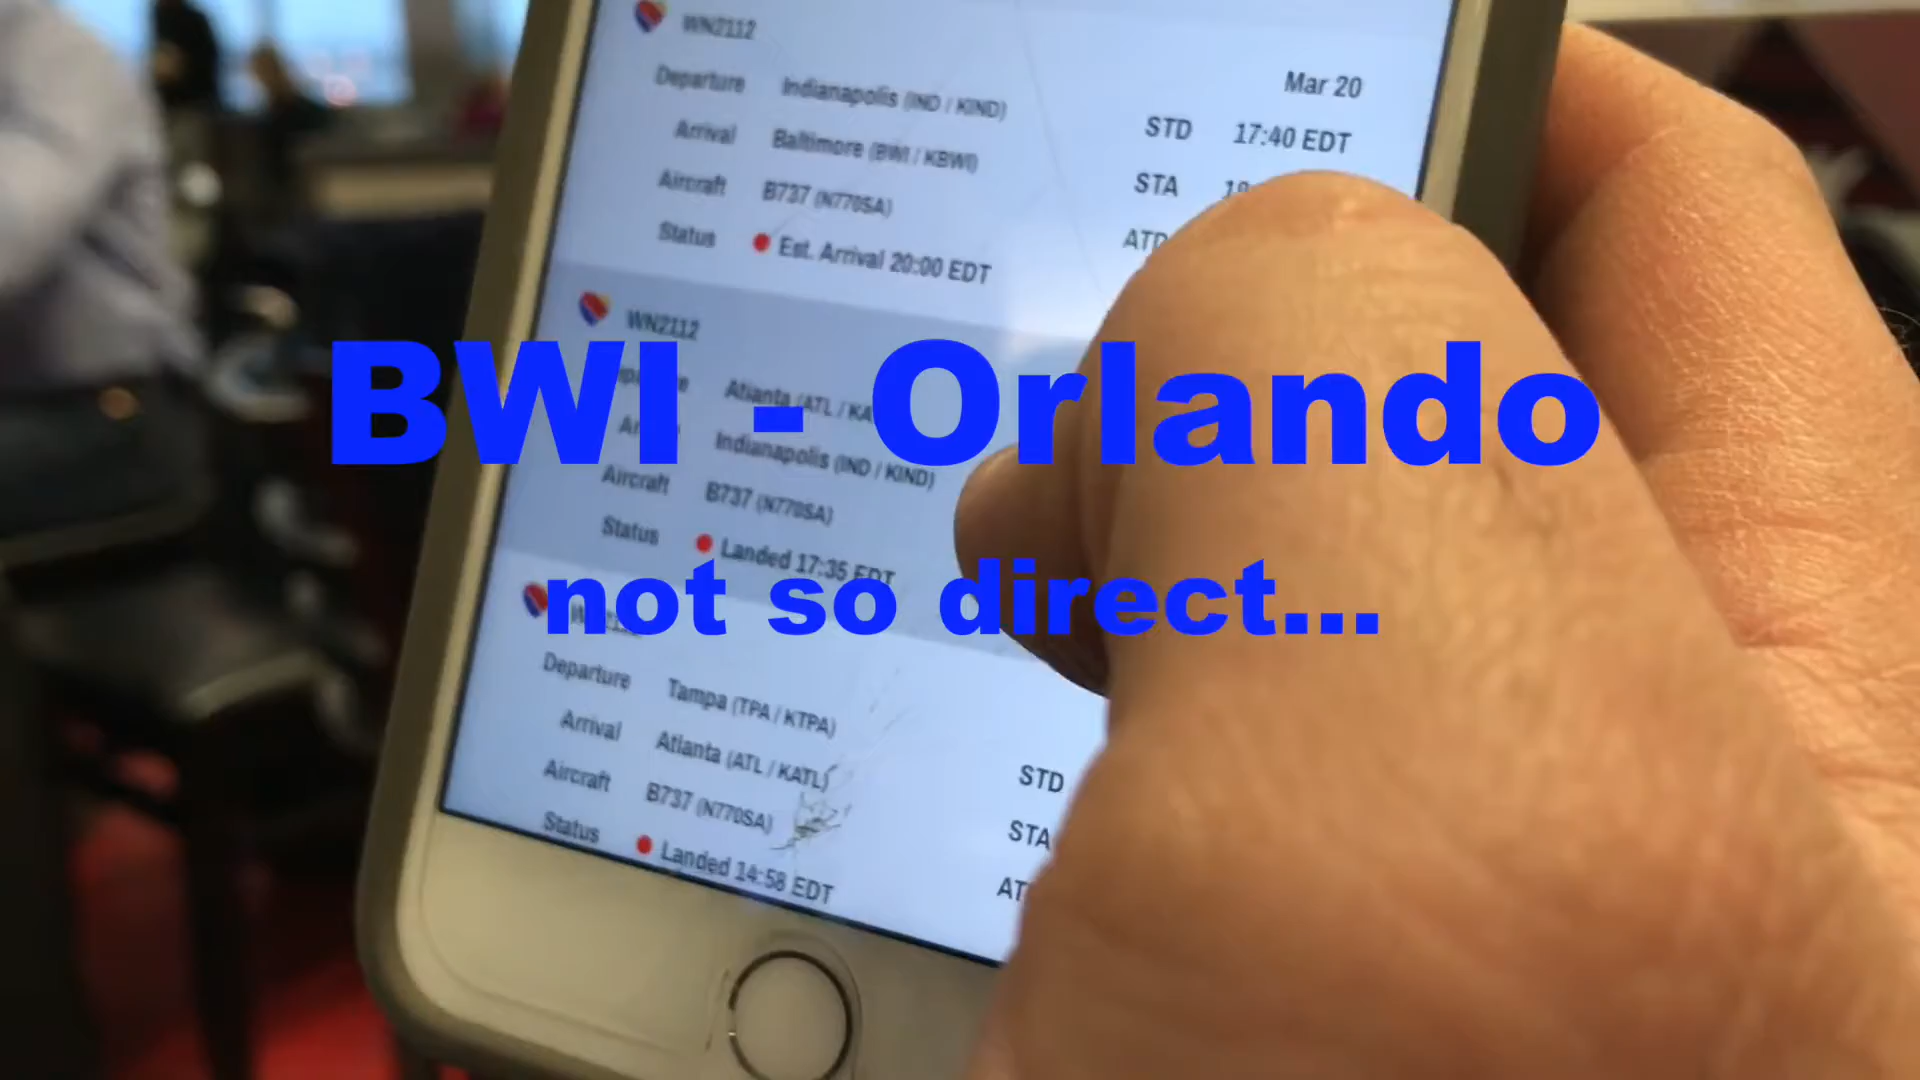 WN2112
Mar 20
Departure Indianapolis (IND / KIND) STD 17:40 EDT
Arrival Baltimore (BWI / KBWI) STA
Aircraft B737 (N770SA) ATD
Status Est. Arrival 20:00 EDT
WN2112
Atlanta (ATL / KA
BWI - Orlando
Indianapolis (IND / KIND)
Aircraft B737 (N770SA)
Status Landed 17:35 EDT
not so direct...
Departure Tampa (TPA / KTPA)
Arrival Atlanta (ATL / KATL) STD
Aircraft B737 (N770SA) STA
Status Landed 14:58 EDT AT